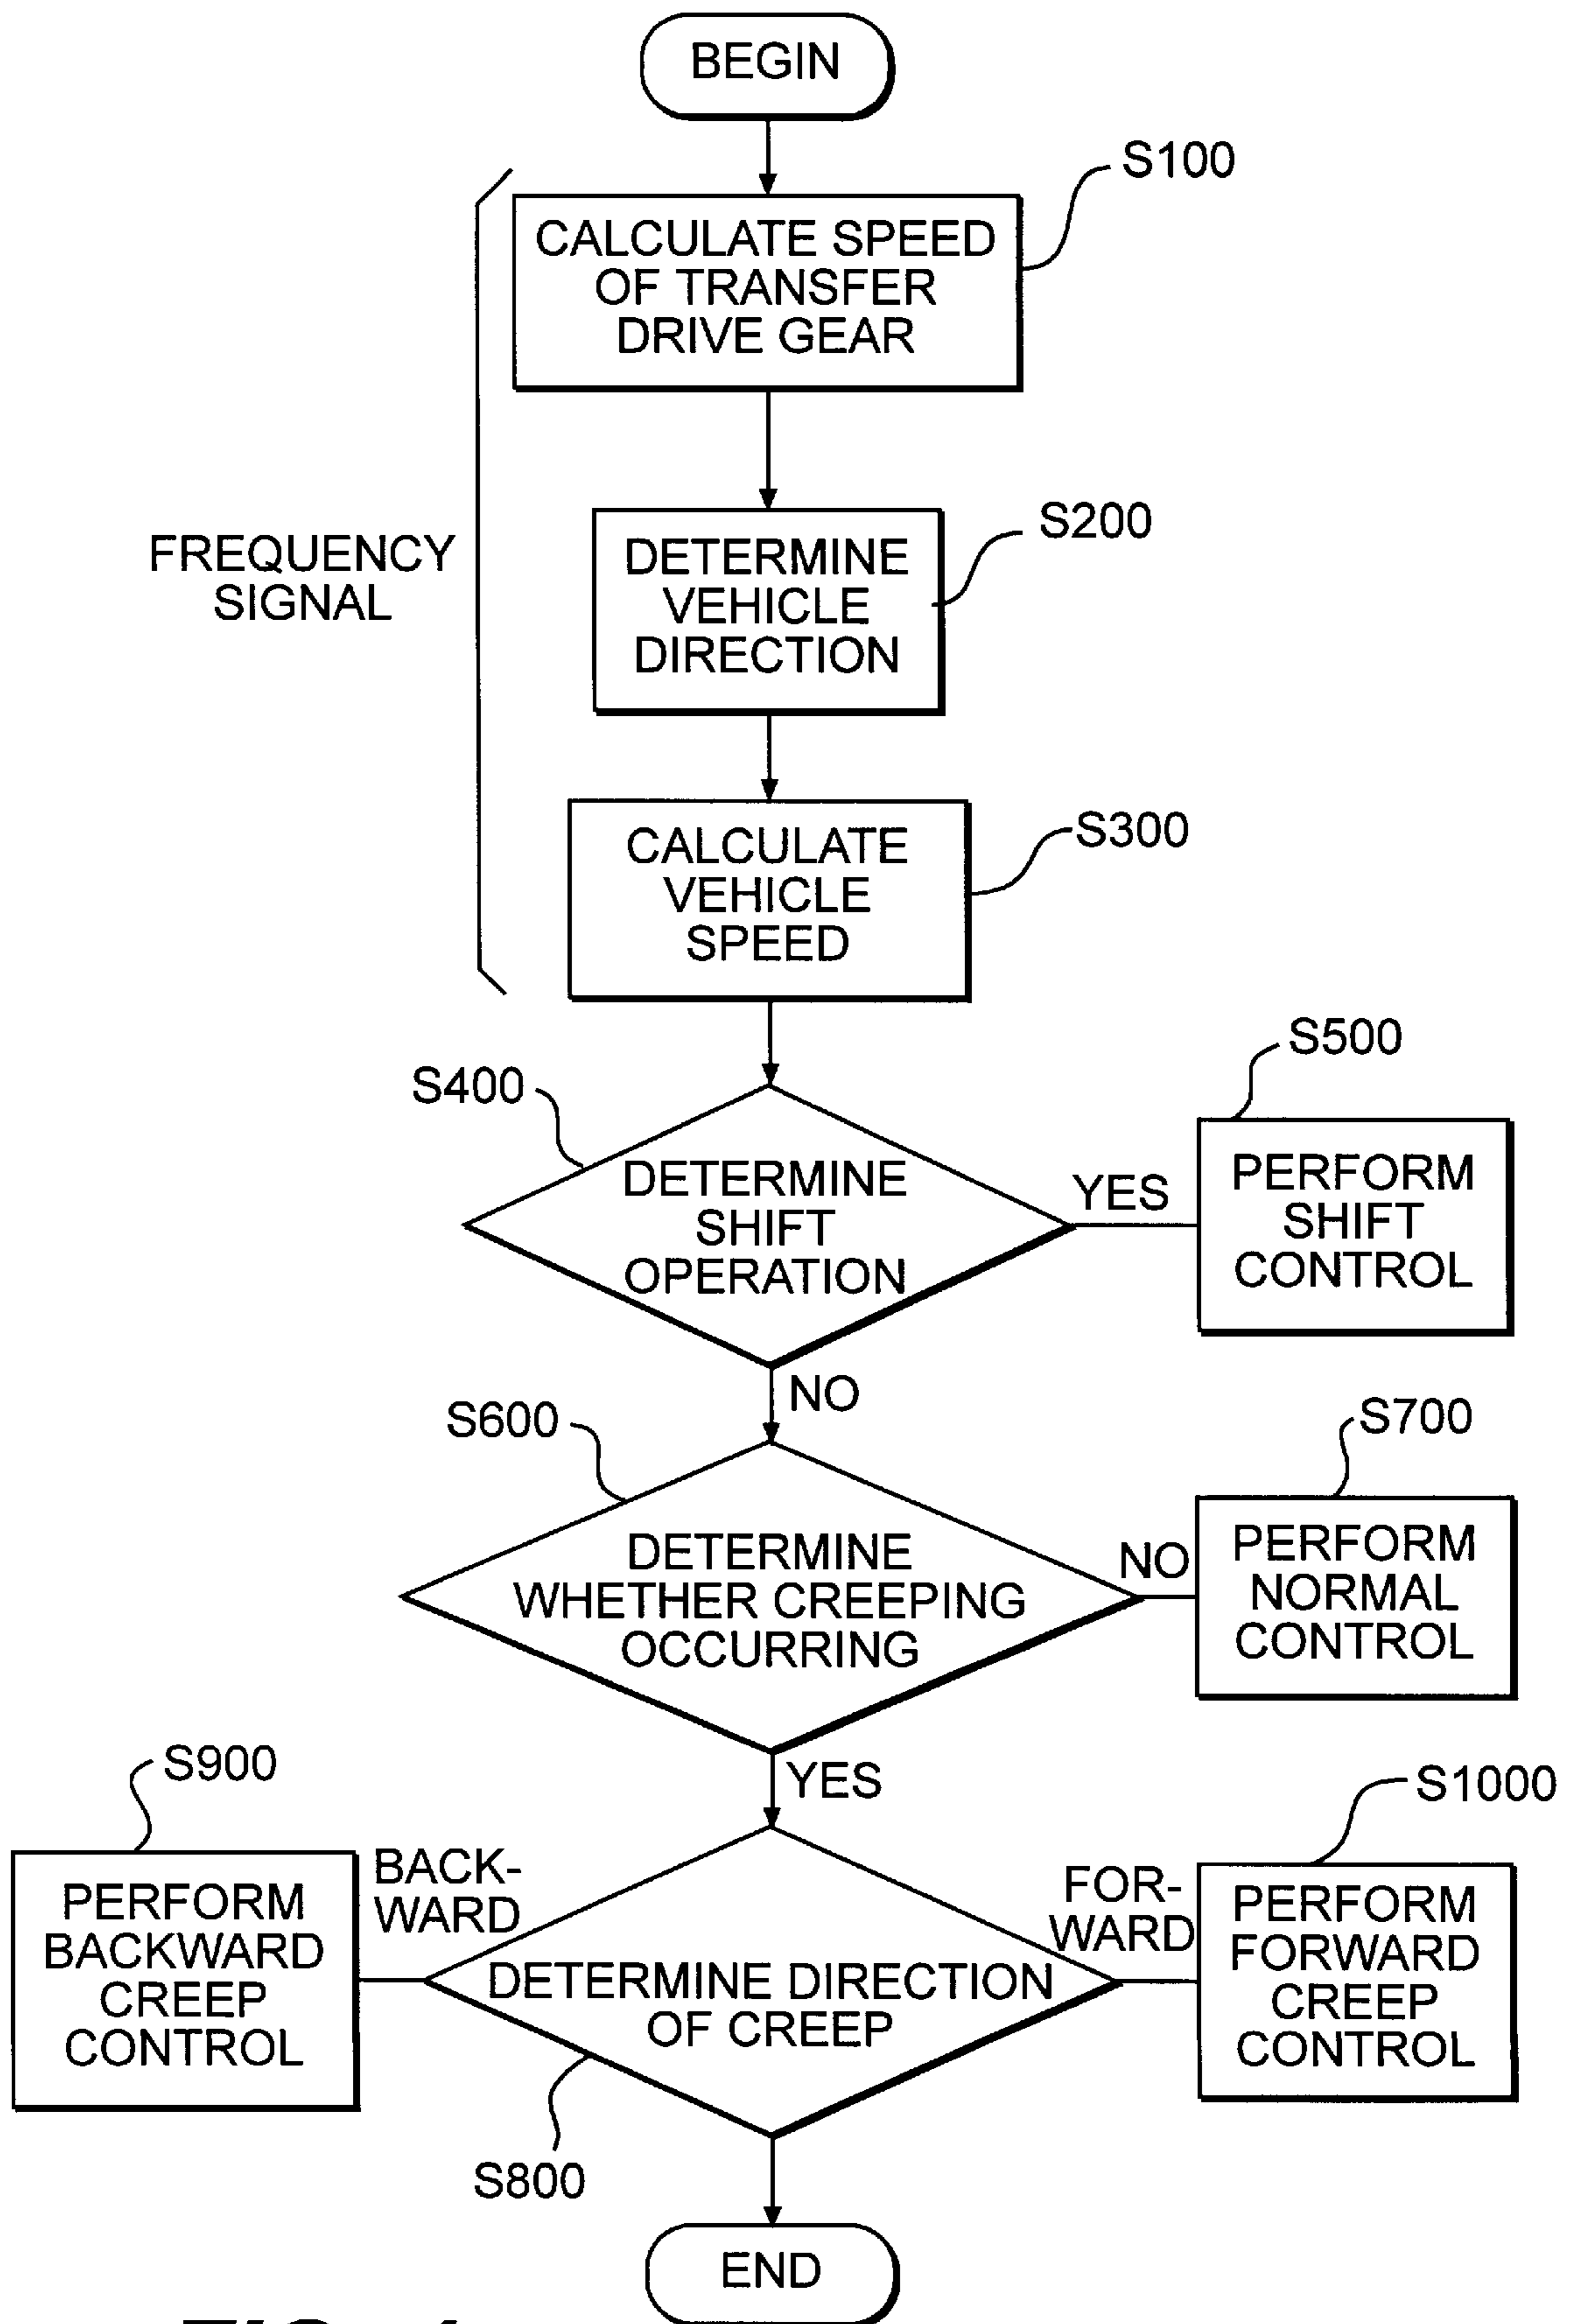 BEGIN
S100
CALCULATE SPEED
OF TRANSFER
DRIVE GEAR
FREQUENCY
SIGNAL
S200
DETERMINE
VEHICLE
DIRECTION
S300
CALCULATE
VEHICLE
SPEED
S400
DETERMINE
SHIFT
OPERATION
YES
S500
PERFORM
SHIFT
CONTROL
NO
S600
DETERMINE
WHETHER CREEPING
OCCURRING
NO
S700
PERFORM
NORMAL
CONTROL
YES
S900
PERFORM
BACKWARD
CREEP
CONTROL
BACK-
WARD
DETERMINE DIRECTION
OF CREEP
S800
FOR-
WARD
S1000
PERFORM
FORWARD
CREEP
CONTROL
END